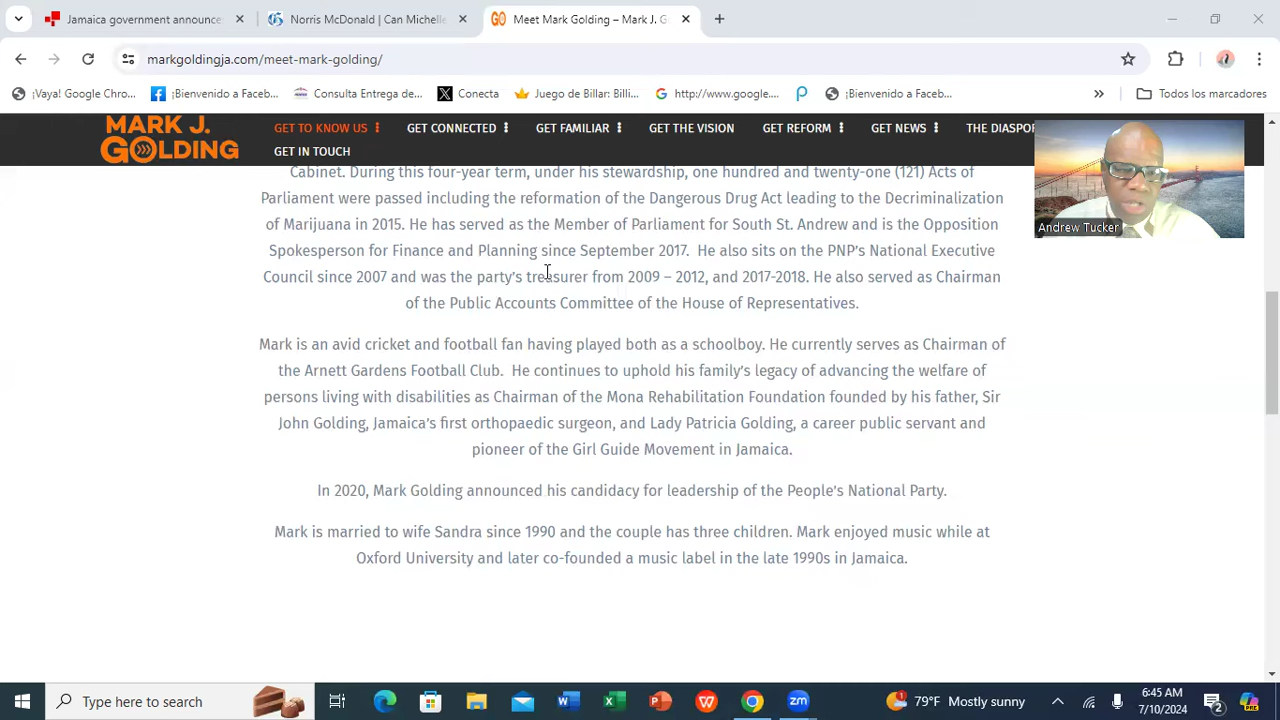 Jamaica government announce
Norris McDonald | Can Michelle
Meet Mark Golding – Mark J. G
markgoldingja.com/meet-mark-golding/
¡Vaya! Google Chro...
¡Bienvenido a Faceb...
Consulta Entrega de...
Conecta
Juego de Billar: Billi...
http://www.google....
¡Bienvenido a Faceb...
Todos los marcadores
MARK J.
GOLDING
GET TO KNOW US
GET CONNECTED
GET FAMILIAR
GET THE VISION
GET REFORM
GET NEWS
THE DIASPOR
GET IN TOUCH
Andrew Tucker
Cabinet. During this four-year term, under his stewardship, one hundred and twenty-one (121) Acts of
Parliament were passed including the reformation of the Dangerous Drug Act leading to the Decriminalization
of Marijuana in 2015. He has served as the Member of Parliament for South St. Andrew and is the Opposition
Spokesperson for Finance and Planning since September 2017. He also sits on the PNP's National Executive
Council since 2007 and was the party's treasurer from 2009 – 2012, and 2017-2018. He also served as Chairman
of the Public Accounts Committee of the House of Representatives.
Mark is an avid cricket and football fan having played both as a schoolboy. He currently serves as Chairman of
the Arnett Gardens Football Club. He continues to uphold his family's legacy of advancing the welfare of
persons living with disabilities as Chairman of the Mona Rehabilitation Foundation founded by his father, Sir
John Golding, Jamaica's first orthopaedic surgeon, and Lady Patricia Golding, a career public servant and
pioneer of the Girl Guide Movement in Jamaica.
In 2020, Mark Golding announced his candidacy for leadership of the People's National Party.
Mark is married to wife Sandra since 1990 and the couple has three children. Mark enjoyed music while at
Oxford University and later co-founded a music label in the late 1990s in Jamaica.
Type here to search
79°F Mostly sunny
6:45 AM
7/10/2024